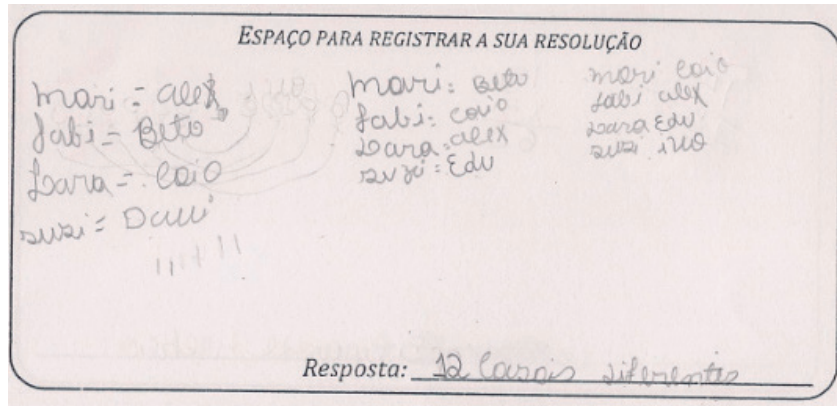 ESPAÇO PARA REGISTRAR A SUA RESOLUÇÃO
mari = alex
fabi = Beto
Lara = caio
suzi = Davi
mari: Beto
fabi: caio
Lara = alex
suzi: Edu
mari caio
fabi alex
Lara Edu
suzi ivo
Resposta: 12 casais diferentes